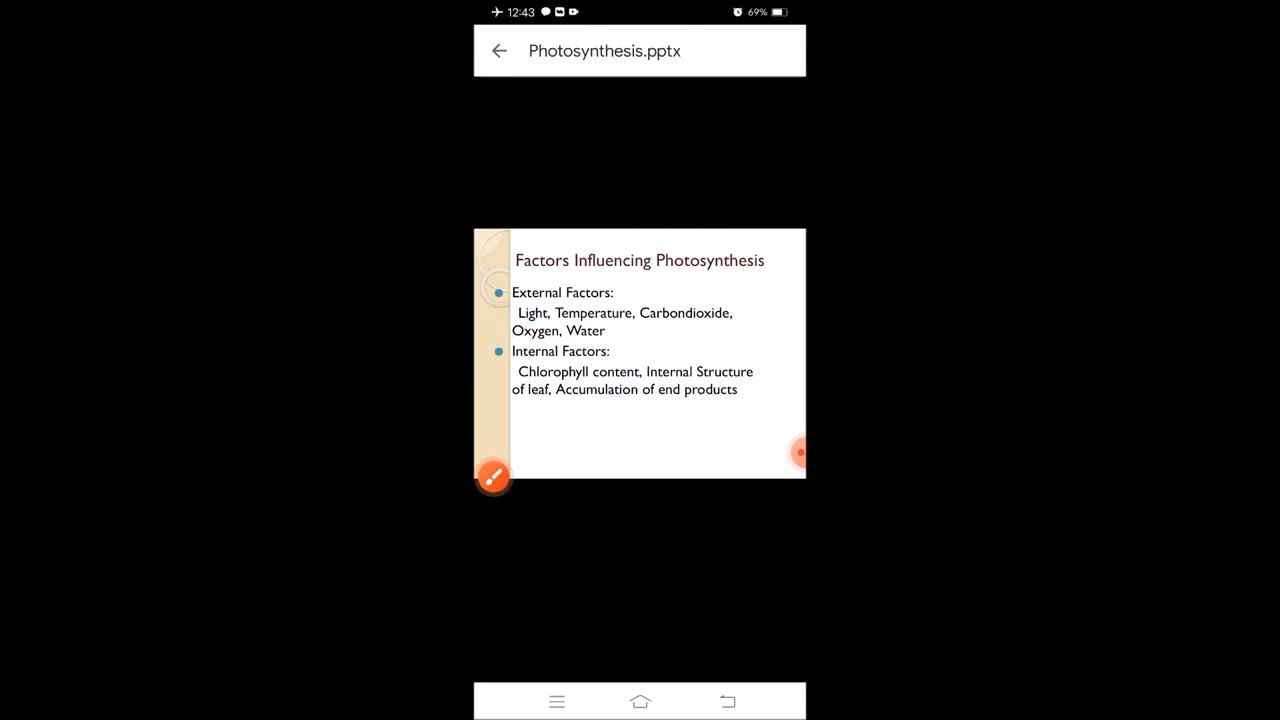 12:43
69%
Photosynthesis.pptx
Factors Influencing Photosynthesis
External Factors:
Light, Temperature, Carbondioxide,
Oxygen, Water
Internal Factors:
Chlorophyll content, Internal Structure
of leaf, Accumulation of end products